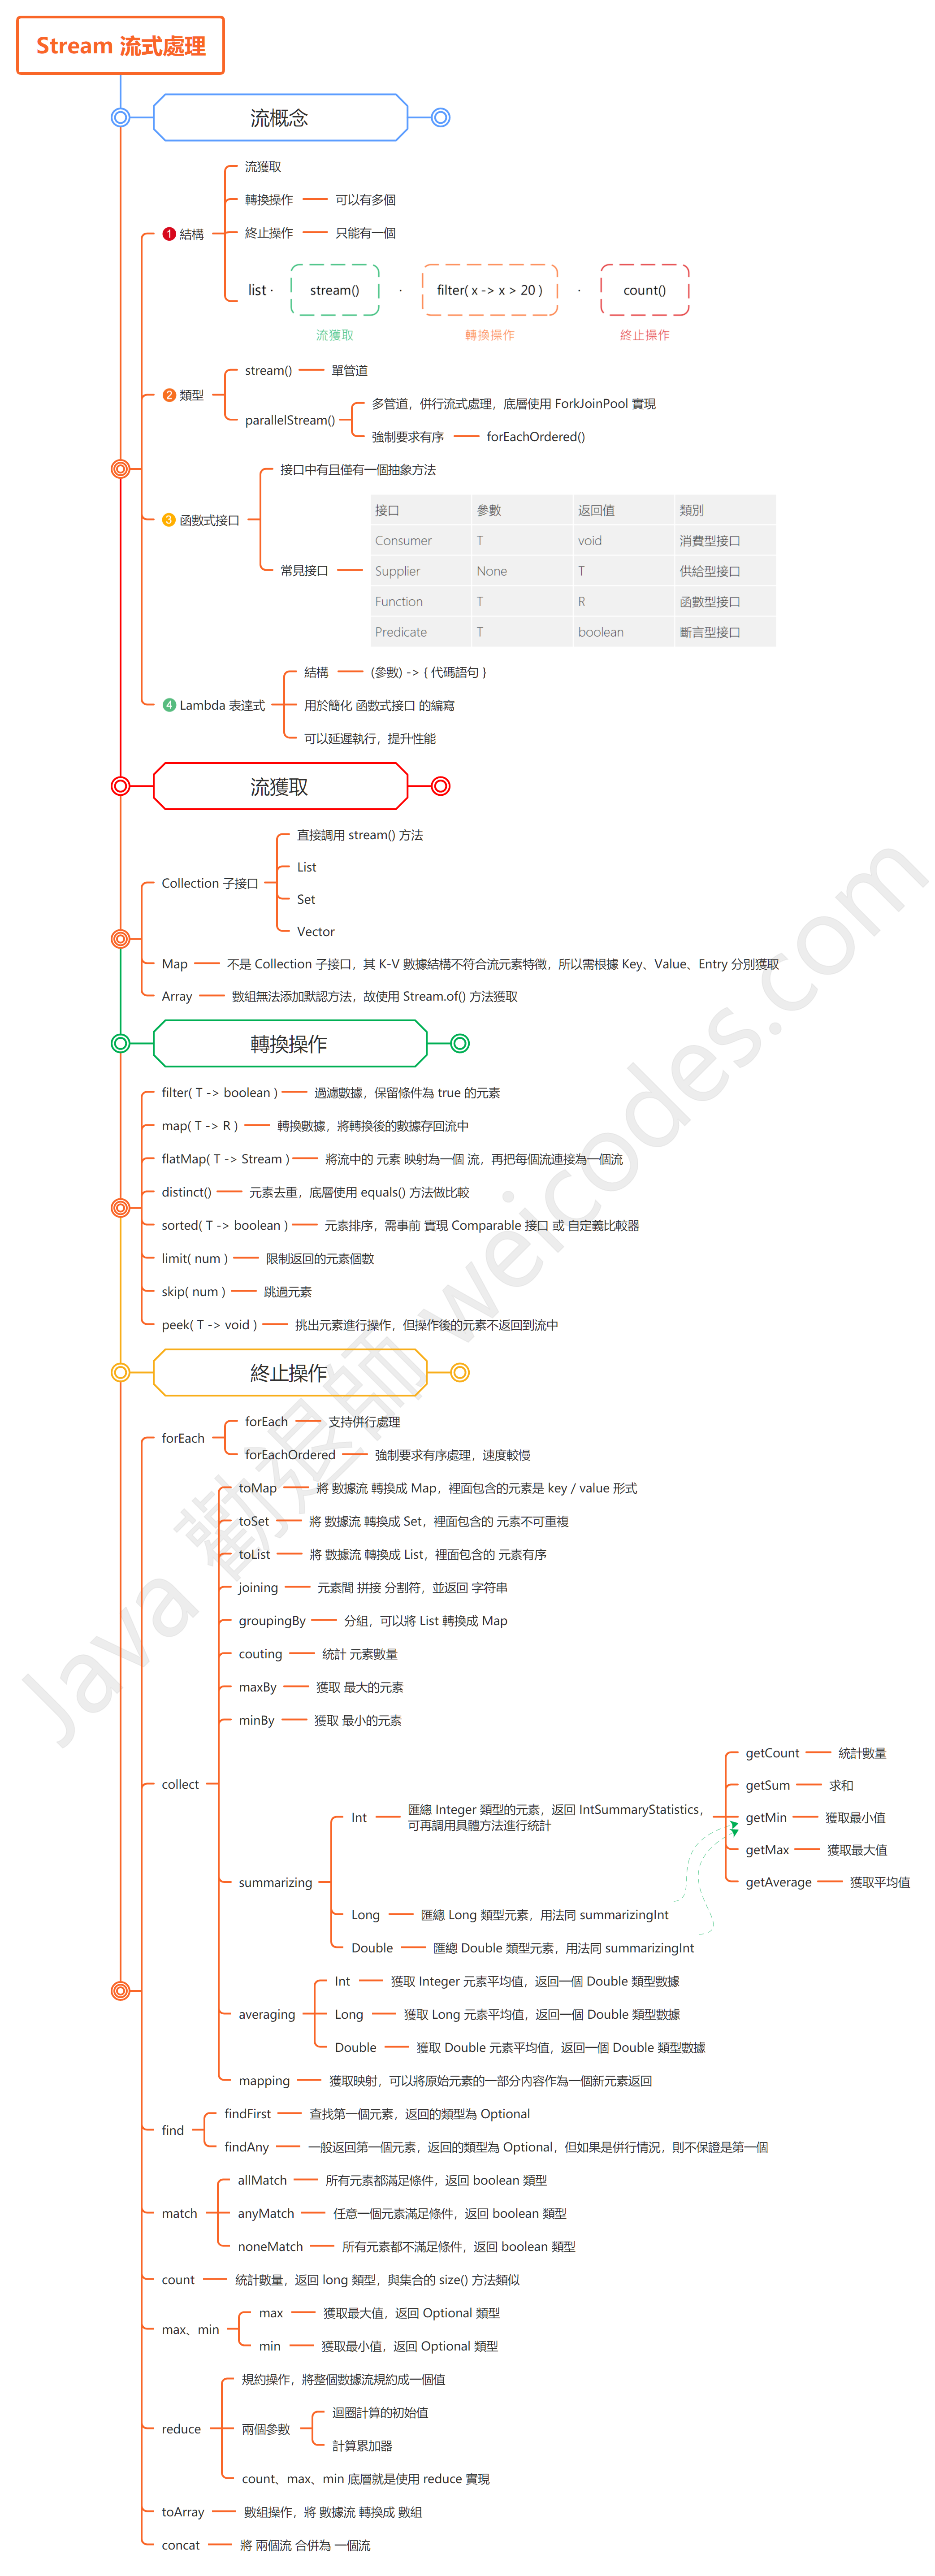 Stream 流式處理
流概念
❶ 結構
流獲取
轉換操作 可以有多個
終止操作 只能有一個
list · stream() · filter( x -> x > 20 ) · count()
流獲取 轉換操作 終止操作
❷ 類型
stream() 單管道
parallelStream()
多管道，併行流式處理，底層使用 ForkJoinPool 實現
強制要求有序 forEachOrdered()
❸ 函數式接口
接口中有且僅有一個抽象方法
常見接口
接口 參數 返回值 類別
Consumer T void 消費型接口
Supplier None T 供給型接口
Function T R 函數型接口
Predicate T boolean 斷言型接口
❹ Lambda 表達式
結構 (參數) -> { 代碼語句 }
用於簡化 函數式接口 的編寫
可以延遲執行，提升性能
流獲取
Collection 子接口
直接調用 stream() 方法
List
Set
Vector
Map 不是 Collection 子接口，其 K-V 數據結構不符合流元素特徵，所以需根據 Key、Value、Entry 分別獲取
Array 數組無法添加默認方法，故使用 Stream.of() 方法獲取
轉換操作
filter( T -> boolean ) 過濾數據，保留條件為 true 的元素
map( T -> R ) 轉換數據，將轉換後的數據存回流中
flatMap( T -> Stream ) 將流中的 元素 映射為一個 流，再把每個流連接為一個流
distinct() 元素去重，底層使用 equals() 方法做比較
sorted( T -> boolean ) 元素排序，需事前 實現 Comparable 接口 或 自定義比較器
limit( num ) 限制返回的元素個數
skip( num ) 跳過元素
peek( T -> void ) 挑出元素進行操作，但操作後的元素不返回到流中
終止操作
forEach
forEach 支持併行處理
forEachOrdered 強制要求有序處理，速度較慢
collect
toMap 將 數據流 轉換成 Map，裡面包含的元素是 key / value 形式
toSet 將 數據流 轉換成 Set，裡面包含的 元素不可重複
toList 將 數據流 轉換成 List，裡面包含的 元素有序
joining 元素間 拼接 分割符，並返回 字符串
groupingBy 分組，可以將 List 轉換成 Map
couting 統計 元素數量
maxBy 獲取 最大的元素
minBy 獲取 最小的元素
summarizing
Int 匯總 Integer 類型的元素，返回 IntSummaryStatistics，
可再調用具體方法進行統計
getCount 統計數量
getSum 求和
getMin 獲取最小值
getMax 獲取最大值
getAverage 獲取平均值
Long 匯總 Long 類型元素，用法同 summarizingInt
Double 匯總 Double 類型元素，用法同 summarizingInt
averaging
Int 獲取 Integer 元素平均值，返回一個 Double 類型數據
Long 獲取 Long 元素平均值，返回一個 Double 類型數據
Double 獲取 Double 元素平均值，返回一個 Double 類型數據
mapping 獲取映射，可以將原始元素的一部分內容作為一個新元素返回
find
findFirst 查找第一個元素，返回的類型為 Optional
findAny 一般返回第一個元素，返回的類型為 Optional，但如果是併行情況，則不保證是第一個
match
allMatch 所有元素都滿足條件，返回 boolean 類型
anyMatch 任意一個元素滿足條件，返回 boolean 類型
noneMatch 所有元素都不滿足條件，返回 boolean 類型
count 統計數量，返回 long 類型，與集合的 size() 方法類似
max、min
max 獲取最大值，返回 Optional 類型
min 獲取最小值，返回 Optional 類型
reduce
規約操作，將整個數據流規約成一個值
兩個參數
迴圈計算的初始值
計算累加器
count、max、min 底層就是使用 reduce 實現
toArray 數組操作，將 數據流 轉換成 數組
concat 將 兩個流 合併為 一個流
Java 勸退師 weicodes.com